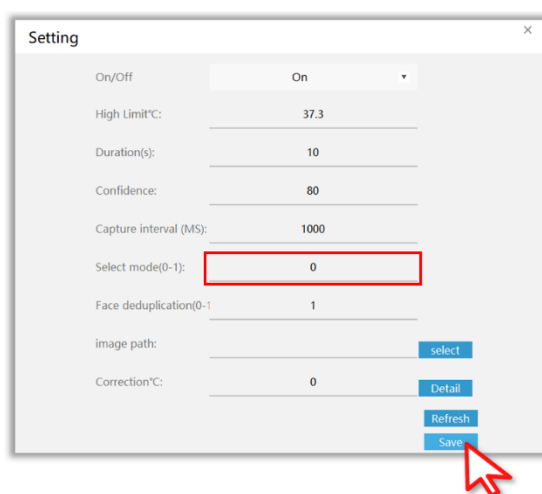 Setting ×
On/Off On
High Limit℃: 37.3
Duration(s): 10
Confidence: 80
Capture interval (MS): 1000
Select mode(0-1): 0
Face deduplication(0-1 1
image path: select
Correction℃: 0 Detail
Refresh
Save